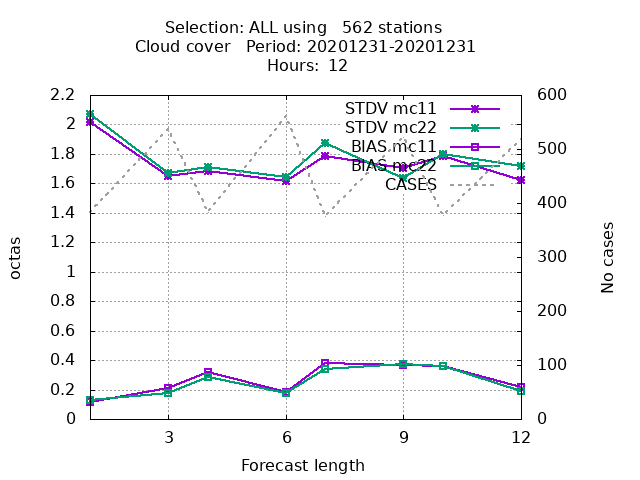 Selection: ALL using   562 stations
Cloud cover   Period: 20201231-20201231
Hours: 12
2.2
2
1.8
1.6
1.4
1.2
1
0.8
0.6
0.4
0.2
0
octas
STDV mc11
STDV mc22
BIAS mc11
BIAS mc22
CASES
600
500
400
300
200
100
0
No cases
3 6 9 12
Forecast length